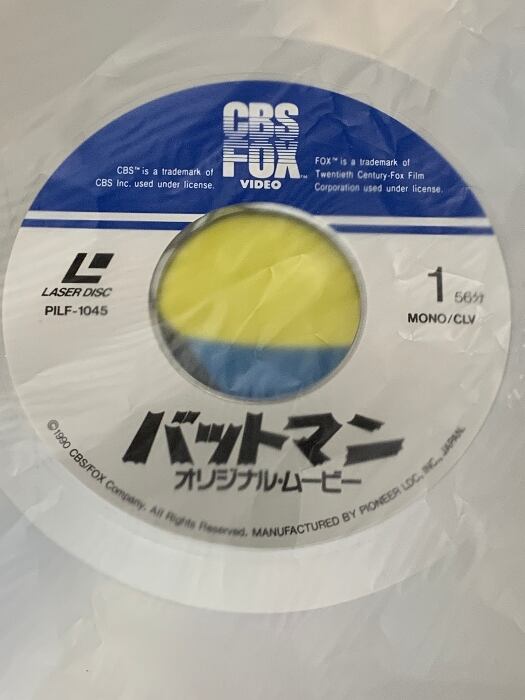 CBS
FOX™
VIDEO
CBS™ is a trademark of
CBS Inc. used under license.
FOX™ is a trademark of
Twentieth Century-Fox Film
Corporation used under license.
LASER DISC
PILF-1045
1 56分
MONO/CLV
バットマン
オリジナル・ムービー
©1990 CBS/FOX Company. All Rights Reserved. MANUFACTURED BY PIONEER LDC, INC., JAPAN.